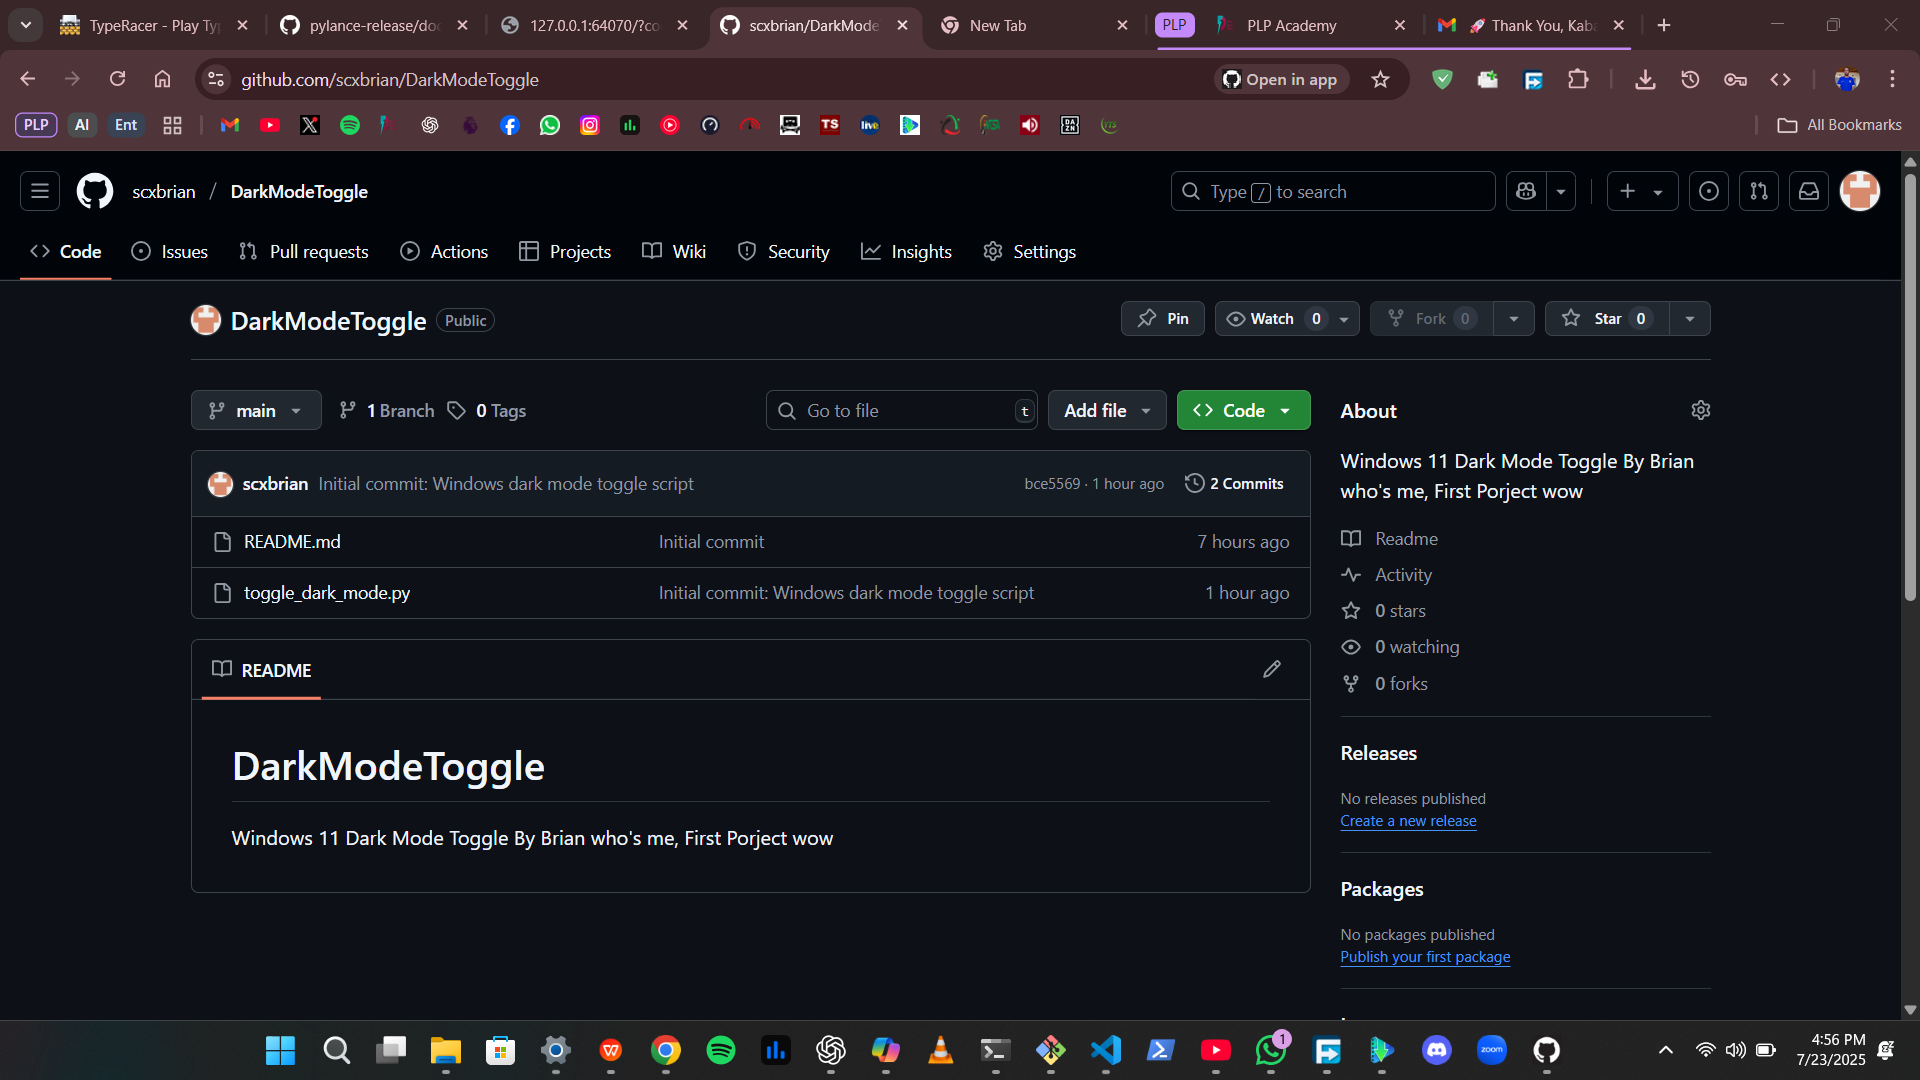 TypeRacer - Play Ty
pylance-release/doc
127.0.0.1:64070/?co
scxbrian/DarkMode
New Tab
PLP
PLP Academy
🚀 Thank You, Kaba
github.com/scxbrian/DarkModeToggle
Open in app
PLP
AI
Ent
TS
live
DAZN
All Bookmarks
scxbrian / DarkModeToggle
Type / to search
Code
Issues
Pull requests
Actions
Projects
Wiki
Security
Insights
Settings
DarkModeToggle
Public
Pin
Watch 0
Fork 0
Star 0
main
1 Branch
0 Tags
Go to file
t
Add file
Code
About
scxbrian Initial commit: Windows dark mode toggle script
bce5569 · 1 hour ago
2 Commits
README.md
Initial commit
7 hours ago
toggle_dark_mode.py
Initial commit: Windows dark mode toggle script
1 hour ago
Windows 11 Dark Mode Toggle By Brian
who's me, First Porject wow
Readme
Activity
0 stars
0 watching
0 forks
README
DarkModeToggle
Windows 11 Dark Mode Toggle By Brian who's me, First Porject wow
Releases
No releases published
Create a new release
Packages
No packages published
Publish your first package
zoom
1
4:56 PM
7/23/2025